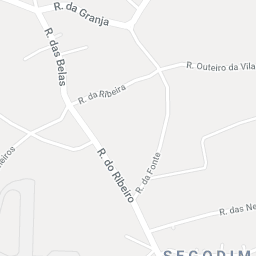 R. da Granja
R. das Belas
R. Outeiro da Vila
R. da Ribeira
R. do Ribeiro
R. da Fonte
R. das Ne
SEGODIM